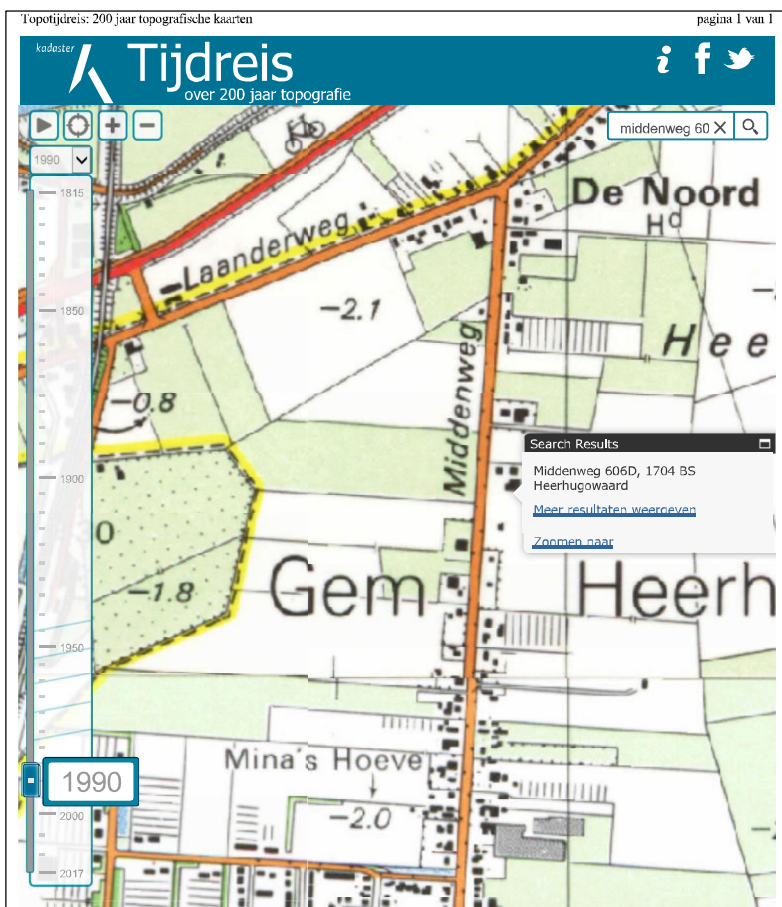 Topotijdreis: 200 jaar topografische kaarten
pagina 1 van 1
kadaster
Tijdreis
over 200 jaar topografie
1990
middenweg 60
1815
De Noord
Hd
Laanderweg
1850
-2.1
Hee
Middenweg
-0.8
Search Results
Middenweg 606D, 1704 BS
Heerhugowaard
Meer resultaten weergeven
Zoomen naar
1900
0
-1.8
Gem
Heerh
1950
Mina's Hoeve
1990
2000
-2.0
2017